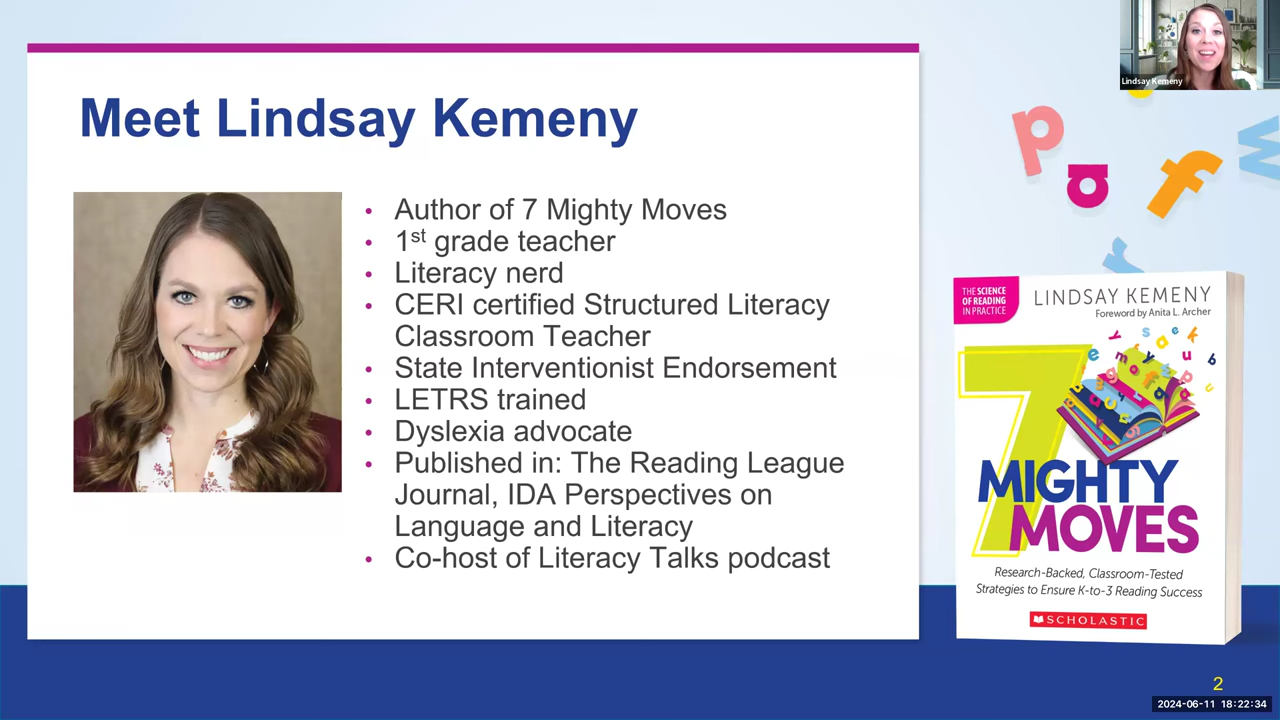 Lindsay Kemeny
Meet Lindsay Kemeny
• Author of 7 Mighty Moves
• 1st grade teacher
• Literacy nerd
• CERI certified Structured Literacy
Classroom Teacher
• State Interventionist Endorsement
• LETRS trained
• Dyslexia advocate
• Published in: The Reading League
Journal, IDA Perspectives on
Language and Literacy
• Co-host of Literacy Talks podcast
p
a
f
w
r
THE SCIENCE
OF READING
IN PRACTICE
LINDSAY KEMENY
Foreword by Anita L. Archer
7
MIGHTY
MOVES
Research-Backed, Classroom-Tested
Strategies to Ensure K-to-3 Reading Success
SCHOLASTIC
2
2024-06-11 18:22:34